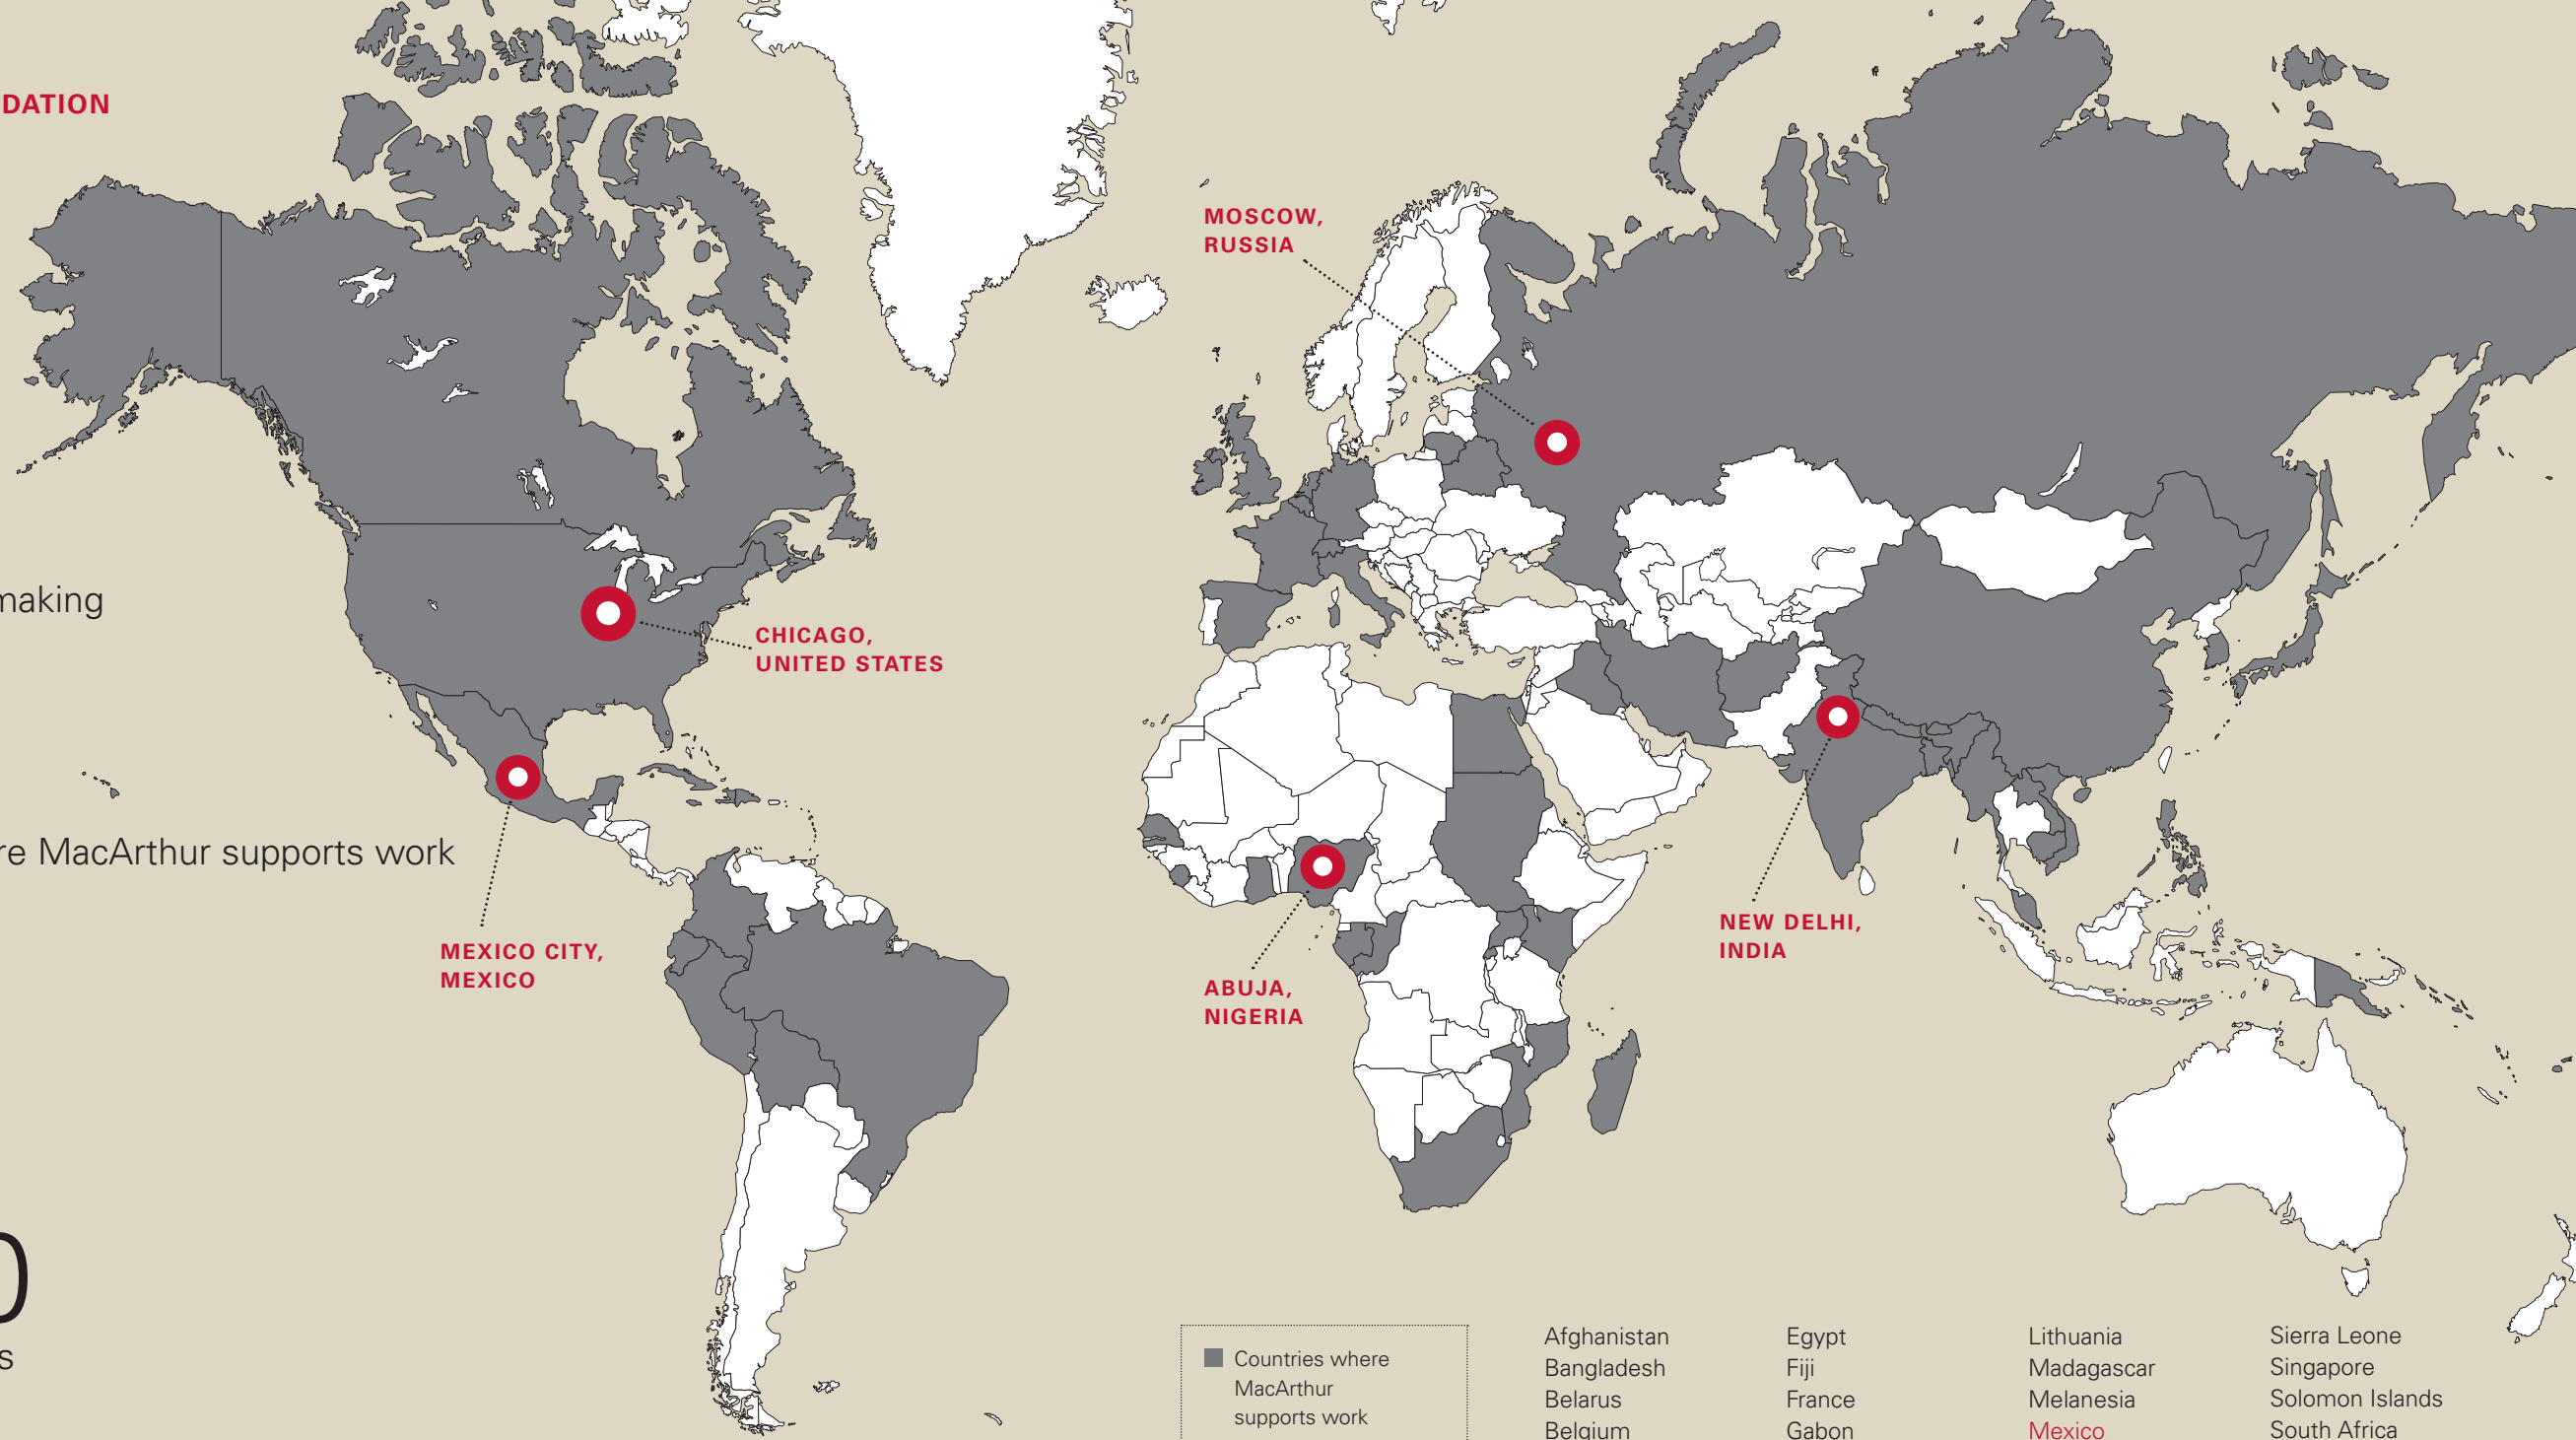 DATION
making
re MacArthur supports work
0
s
MOSCOW,
RUSSIA
CHICAGO,
UNITED STATES
MEXICO CITY,
MEXICO
ABUJA,
NIGERIA
NEW DELHI,
INDIA
Countries where
MacArthur
supports work
Afghanistan
Bangladesh
Belarus
Belgium
Egypt
Fiji
France
Gabon
Lithuania
Madagascar
Melanesia
Mexico
Sierra Leone
Singapore
Solomon Islands
South Africa